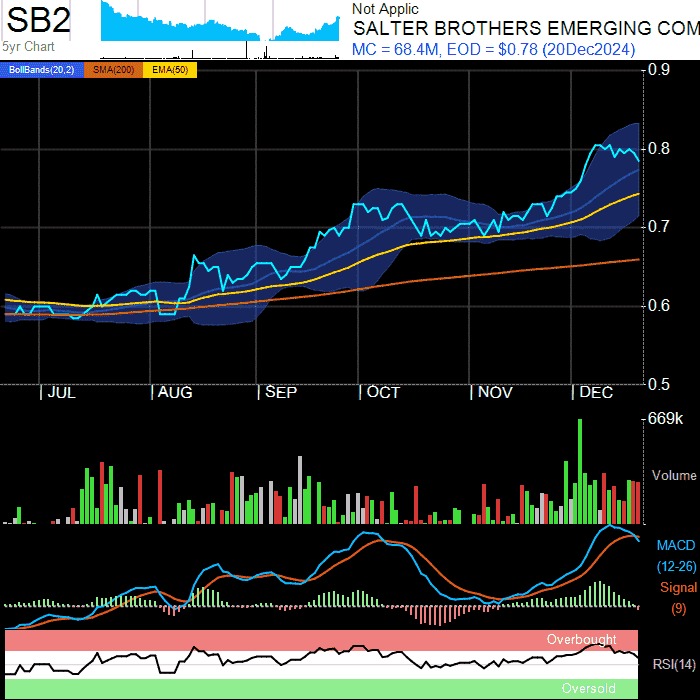 SB2
5yr Chart
Not Applic
SALTER BROTHERS EMERGING COM
MC = 68.4M, EOD = $0.78 (20Dec2024)
BollBands(20,2) SMA(200) EMA(50)
0.9
0.8
0.7
0.6
0.5
JUL AUG SEP OCT NOV DEC
669k
Volume
MACD
(12-26)
Signal
(9)
Overbought
RSI(14)
Oversold